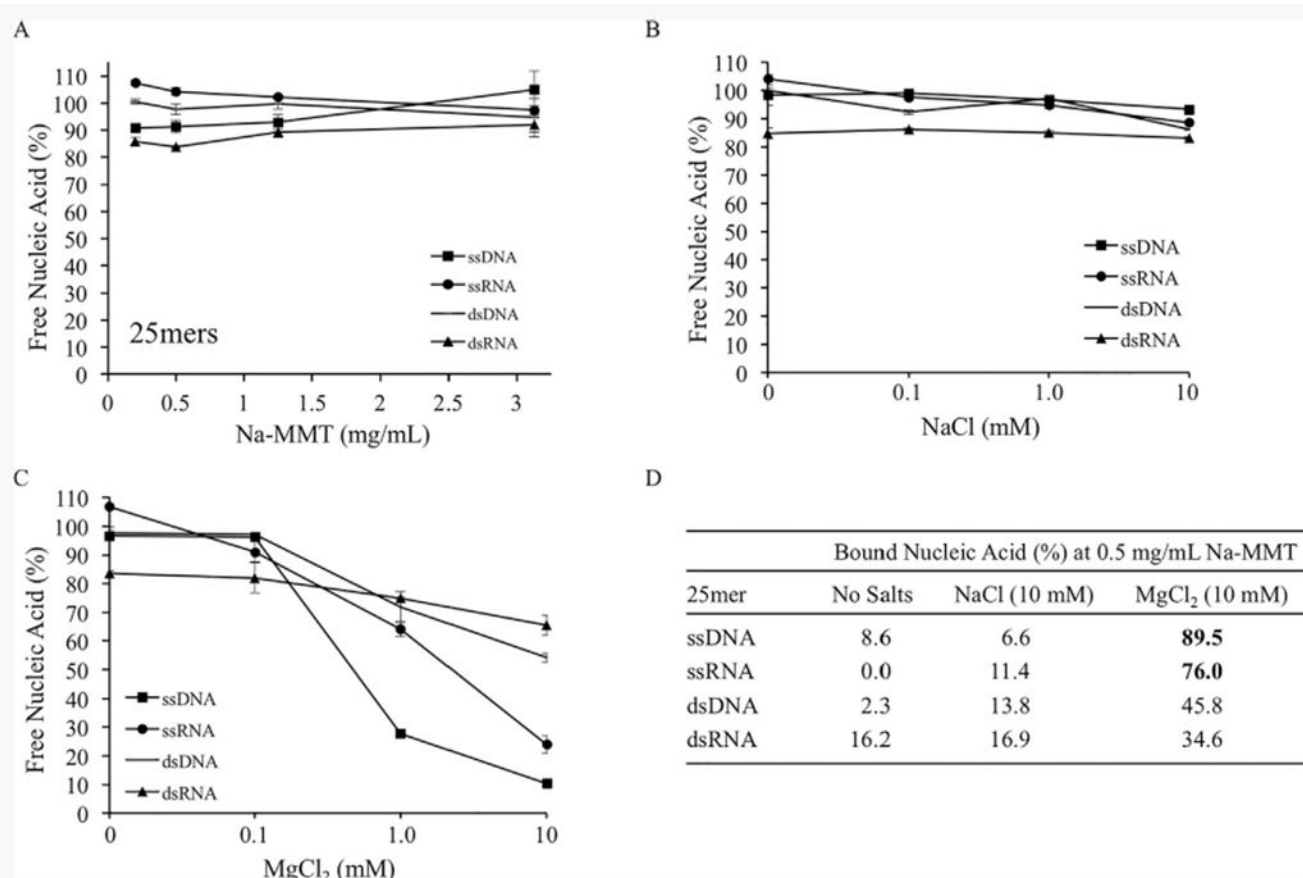 A
Free Nucleic Acid (%)
110
100
90
80
70
60
50
40
30
20
10
0
ssDNA
ssRNA
dsDNA
dsRNA
25mers
0 0.5 1 1.5 2 2.5 3
Na-MMT (mg/mL)
B
Free Nucleic Acid (%)
110
100
90
80
70
60
50
40
30
20
10
0
ssDNA
ssRNA
dsDNA
dsRNA
0 0.1 1.0 10
NaCl (mM)
C
Free Nucleic Acid (%)
110
100
90
80
70
60
50
40
30
20
10
0
ssDNA
ssRNA
dsDNA
dsRNA
0 0.1 1.0 10
MgCl₂ (mM)
D
Bound Nucleic Acid (%) at 0.5 mg/mL Na-MMT
25mer No Salts NaCl (10 mM) MgCl₂ (10 mM)
ssDNA 8.6 6.6 89.5
ssRNA 0.0 11.4 76.0
dsDNA 2.3 13.8 45.8
dsRNA 16.2 16.9 34.6